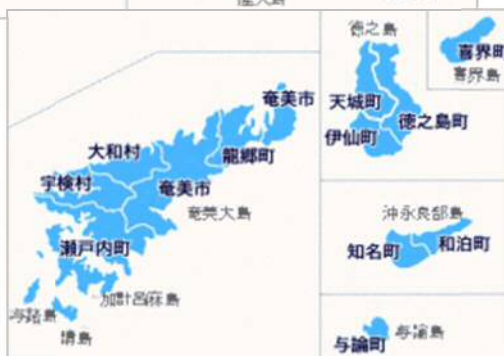 奄美市
大和村
龍郷町
宇検村
奄美市
奄美大島
瀬戸内町
加計呂麻島
与路島
請島
徳之島
天城町
徳之島町
伊仙町
喜界町
喜界島
沖永良部島
知名町
和泊町
与論町
与論島